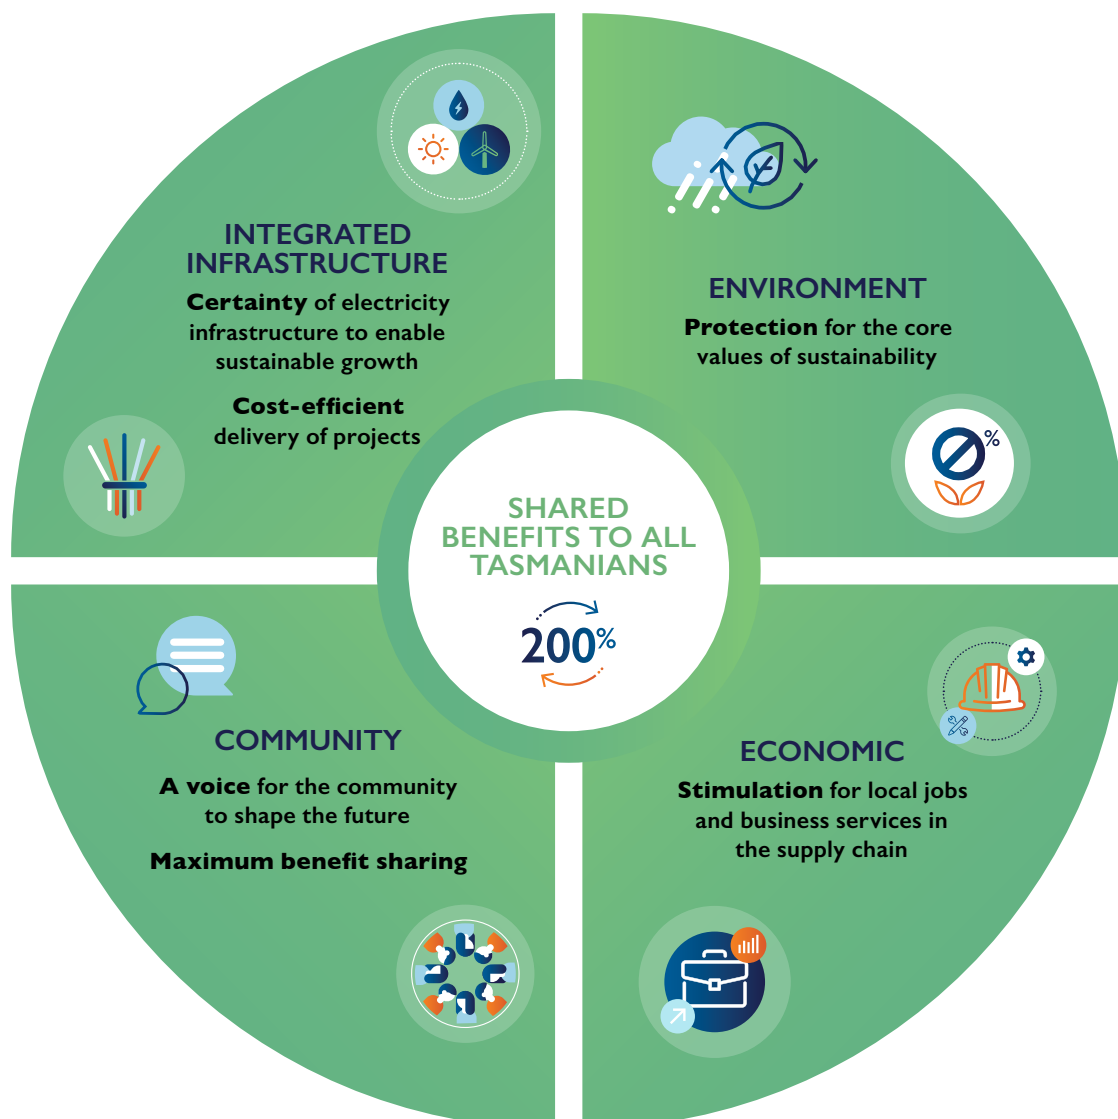 INTEGRATED
INFRASTRUCTURE
Certainty of electricity
infrastructure to enable
sustainable growth
Cost-efficient
delivery of projects
ENVIRONMENT
Protection for the core
values of sustainability
%
SHARED
BENEFITS TO ALL
TASMANIANS
200%
COMMUNITY
A voice for the community
to shape the future
Maximum benefit sharing
ECONOMIC
Stimulation for local jobs
and business services in
the supply chain